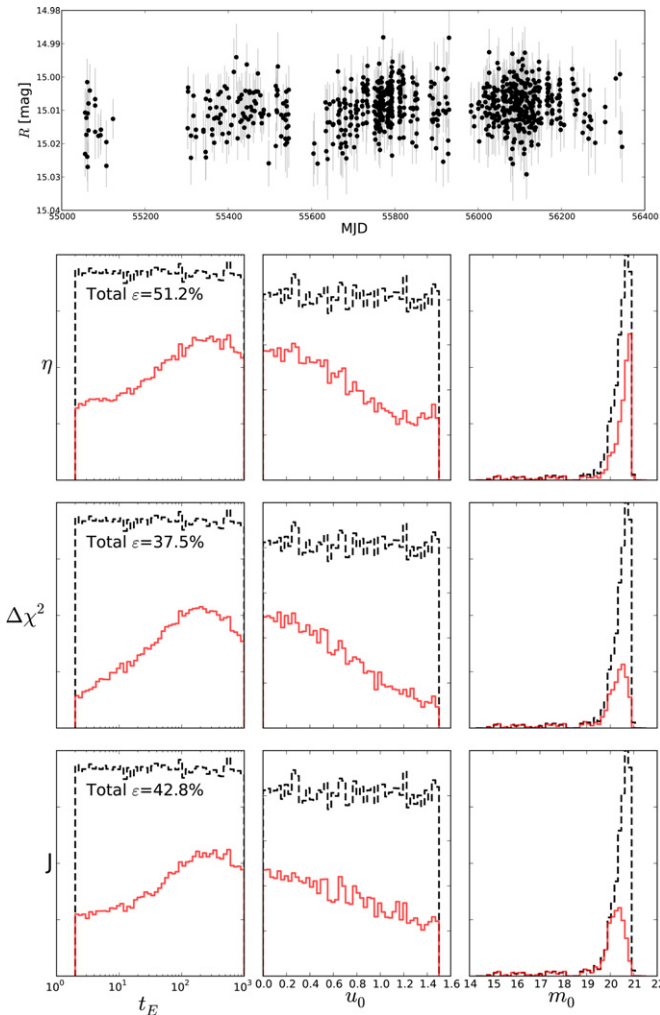 14.98
14.99
15.00
15.01
15.02
15.03
15.04
R [mag]
55000 55200 55400 55600 55800 56000 56200 56400
MJD
η
Total ε=51.2%
Δχ²
Total ε=37.5%
J
Total ε=42.8%
10⁰ 10¹ 10² 10³
0.0 0.2 0.4 0.6 0.8 1.0 1.2 1.4 1.6
14 15 16 17 18 19 20 21 22
t_E
u_0
m_0